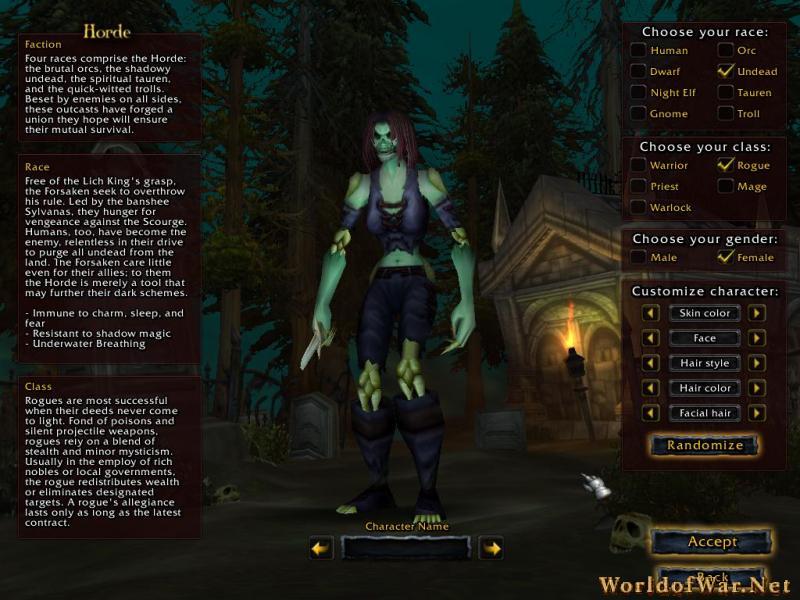 Horde
Faction
Four races comprise the Horde:
the brutal orcs, the shadowy
undead, the spiritual tauren,
and the quick-witted trolls.
Beset by enemies on all sides,
these outcasts have forged a
union they hope will ensure
their mutual survival.
Race
Free of the Lich King's grasp,
the Forsaken seek to overthrow
his rule. Led by the banshee
Sylvanas, they hunger for
vengeance against the Scourge.
Humans, too, have become the
enemy, relentless in their drive
to purge all undead from the
land. The Forsaken care little
even for their allies; to them
the Horde is merely a tool that
may further their dark schemes.
- Immune to charm, sleep, and
fear
- Resistant to shadow magic
- Underwater Breathing
Class
Rogues are most successful
when their deeds never come
to light. Fond of poisons and
silent projectile weapons,
rogues rely on a blend of
stealth and minor mysticism.
Usually in the employ of rich
nobles or local governments,
the rogue redistributes wealth
or eliminates designated
targets. A rogue's allegiance
lasts only as long as the latest
contract.
Character Name
Choose your race:
Human Orc
Dwarf Undead
Night Elf Tauren
Gnome Troll
Choose your class:
Warrior Rogue
Priest Mage
Warlock
Choose your gender:
Male Female
Customize character:
Skin color
Face
Hair style
Hair color
Facial hair
Randomize
Accept
Back
WorldofWar.Net